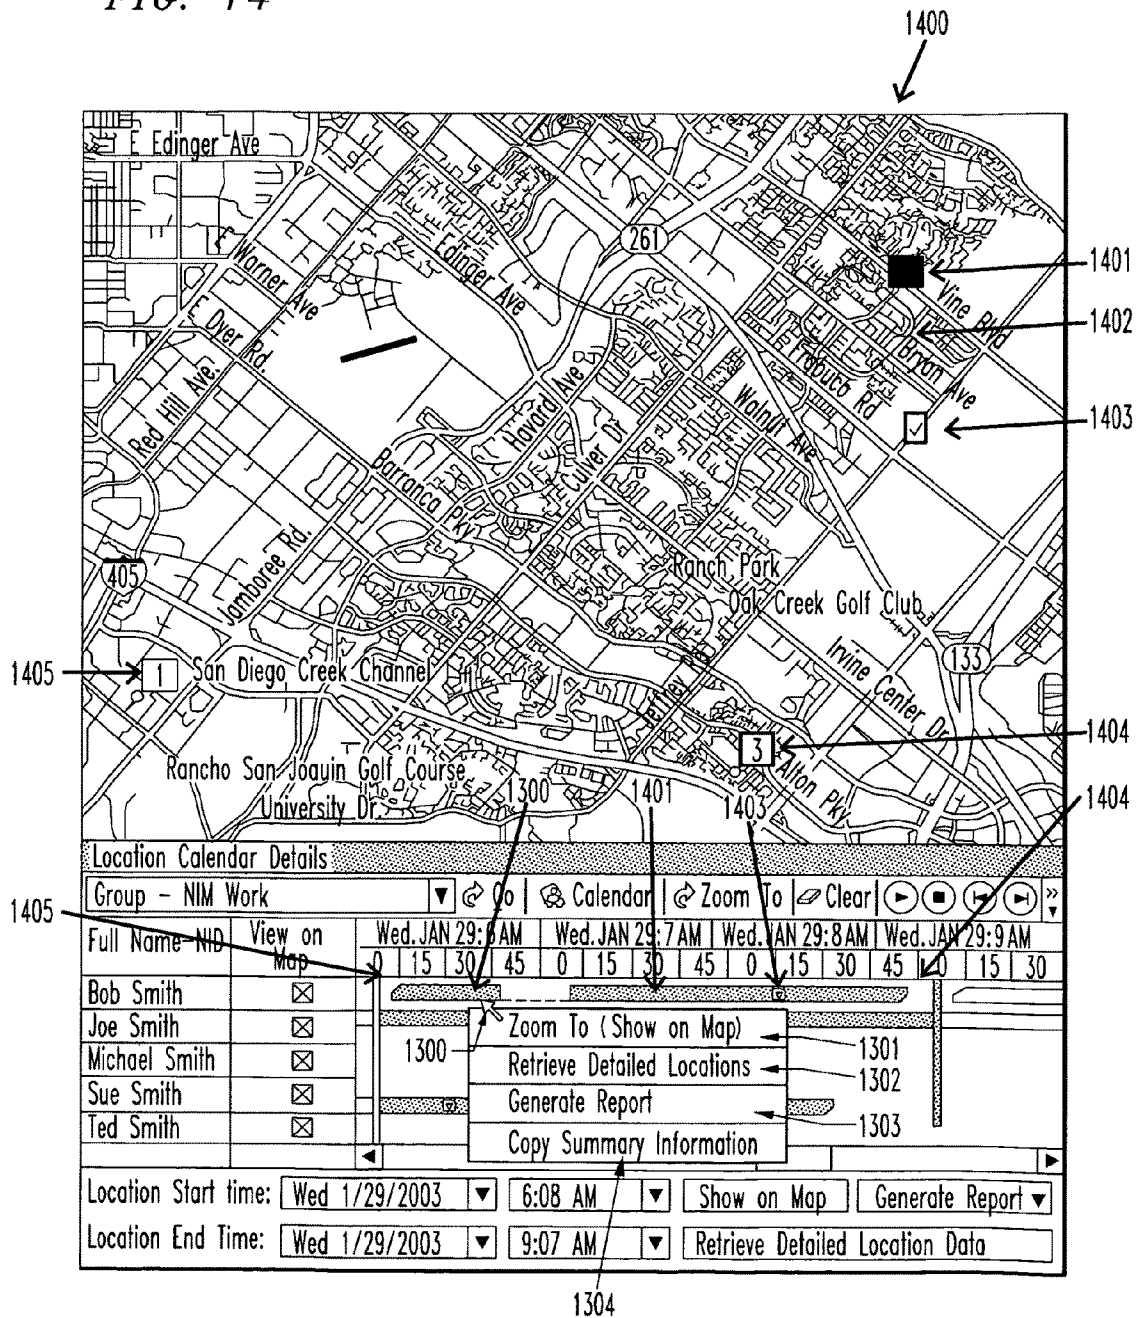 FIG. 14
1400
E Edinger Ave
261
1401
Edinger Ave
E Warner Ave
Vine Blvd
1402
E Dyer Rd.
Bryan Ave
Trabuco Rd
Red Hill Ave.
Havard Ave
Walnut Ave
1403
Culver Dr
Barranca Pky
Ranch Park
405
Jamboree Rd.
Oak Creek Golf Club
133
1405
1
San Diego Creek Channel
Irvine Center Dr
Jeffrey Rd
3
1404
Alton Pky
Rancho San Joauin Golf Course
1300
1401
1403
1404
University Dr.
Location Calendar Details
Group - NIM Work
Go
Calendar
Zoom To
Clear
»
1405
Full Name-NID
View on Map
Wed.JAN 29:6AM
Wed.JAN 29:7AM
Wed.JAN 29:8AM
Wed.JAN 29:9AM
0 15 30 45 0 15 30 45 0 15 30 45 0 15 30
Bob Smith
Joe Smith
Michael Smith
Sue Smith
Ted Smith
1300
Zoom To (Show on Map)
1301
Retrieve Detailed Locations
1302
Generate Report
1303
Copy Summary Information
Location Start time: Wed 1/29/2003 6:08 AM Show on Map Generate Report
Location End Time: Wed 1/29/2003 9:07 AM Retrieve Detailed Location Data
1304